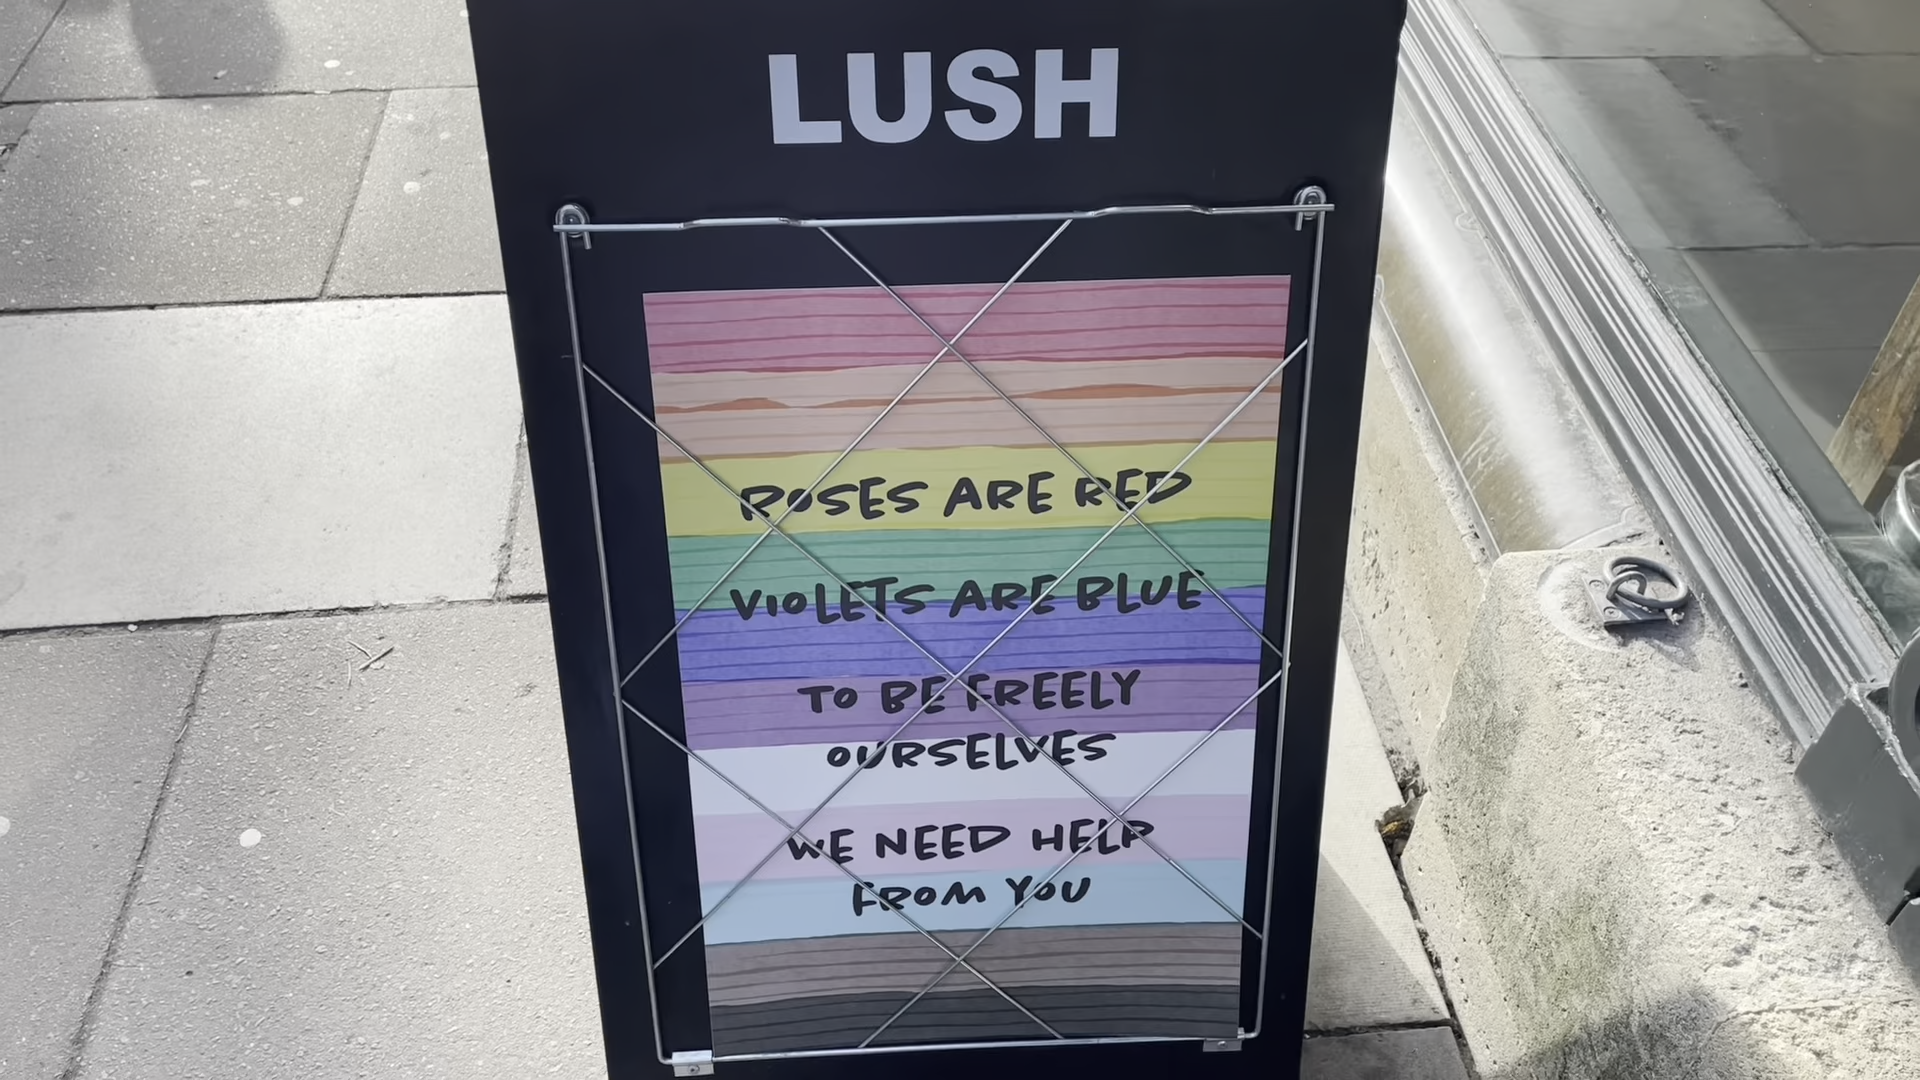 LUSH
ROSES ARE RED
VIOLETS ARE BLUE
TO BE FREELY
OURSELVES
WE NEED HELP
FROM YOU